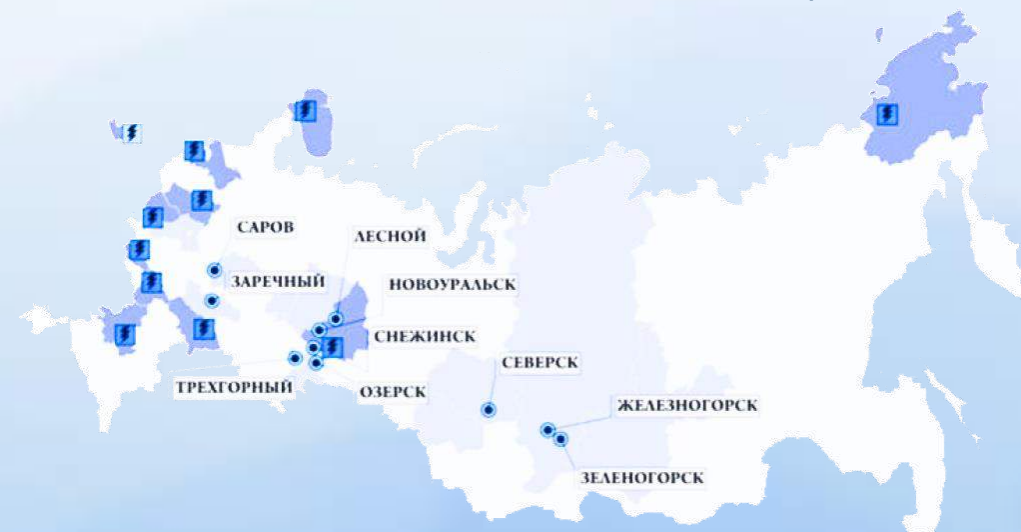 САРОВ
ЛЕСНОЙ
ЗАРЕЧНЫЙ
НОВОУРАЛЬСК
СНЕЖИНСК
СЕВЕРСК
ТРЕХГОРНЫЙ
ОЗЕРСК
ЖЕЛЕЗНОГОРСК
ЗЕЛЕНОГОРСК